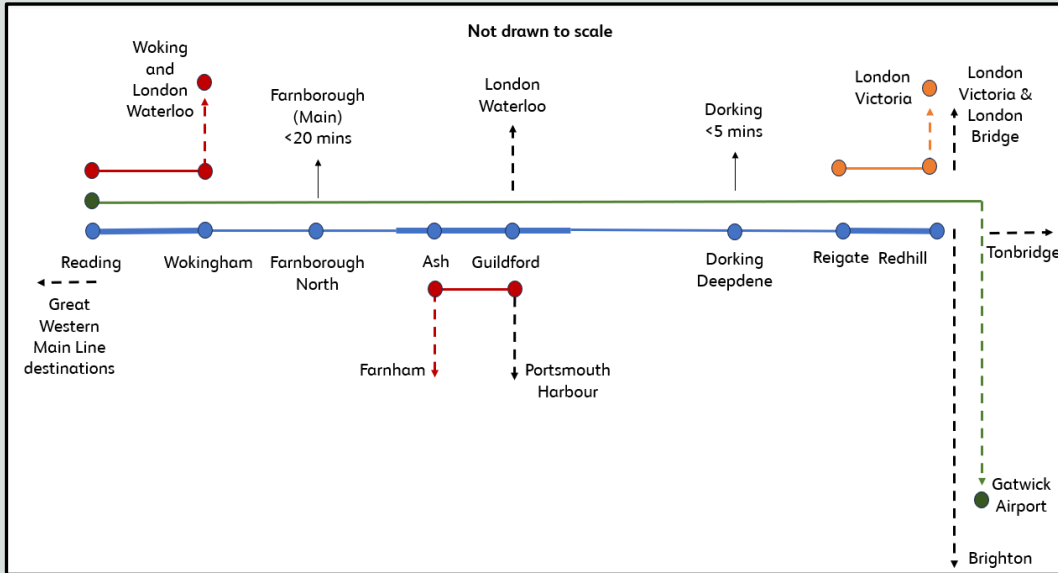 Not drawn to scale
Woking
and
London
Waterloo
Farnborough
(Main)
<20 mins
London
Waterloo
Dorking
<5 mins
London
Victoria
London
Victoria &
London
Bridge
Reading
Wokingham
Farnborough
North
Ash
Guildford
Dorking
Deepdene
Reigate
Redhill
Tonbridge
Great
Western
Main Line
destinations
Farnham
Portsmouth
Harbour
Gatwick
Airport
Brighton